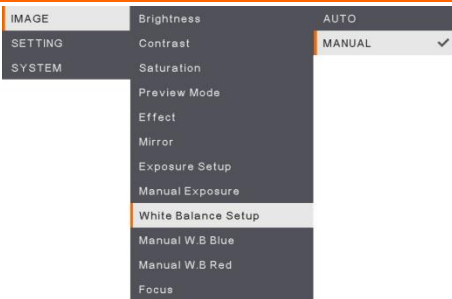 IMAGE
SETTING
SYSTEM
Brightness
Contrast
Saturation
Preview Mode
Effect
Mirror
Exposure Setup
Manual Exposure
White Balance Setup
Manual W.B Blue
Manual W.B Red
Focus
AUTO
MANUAL